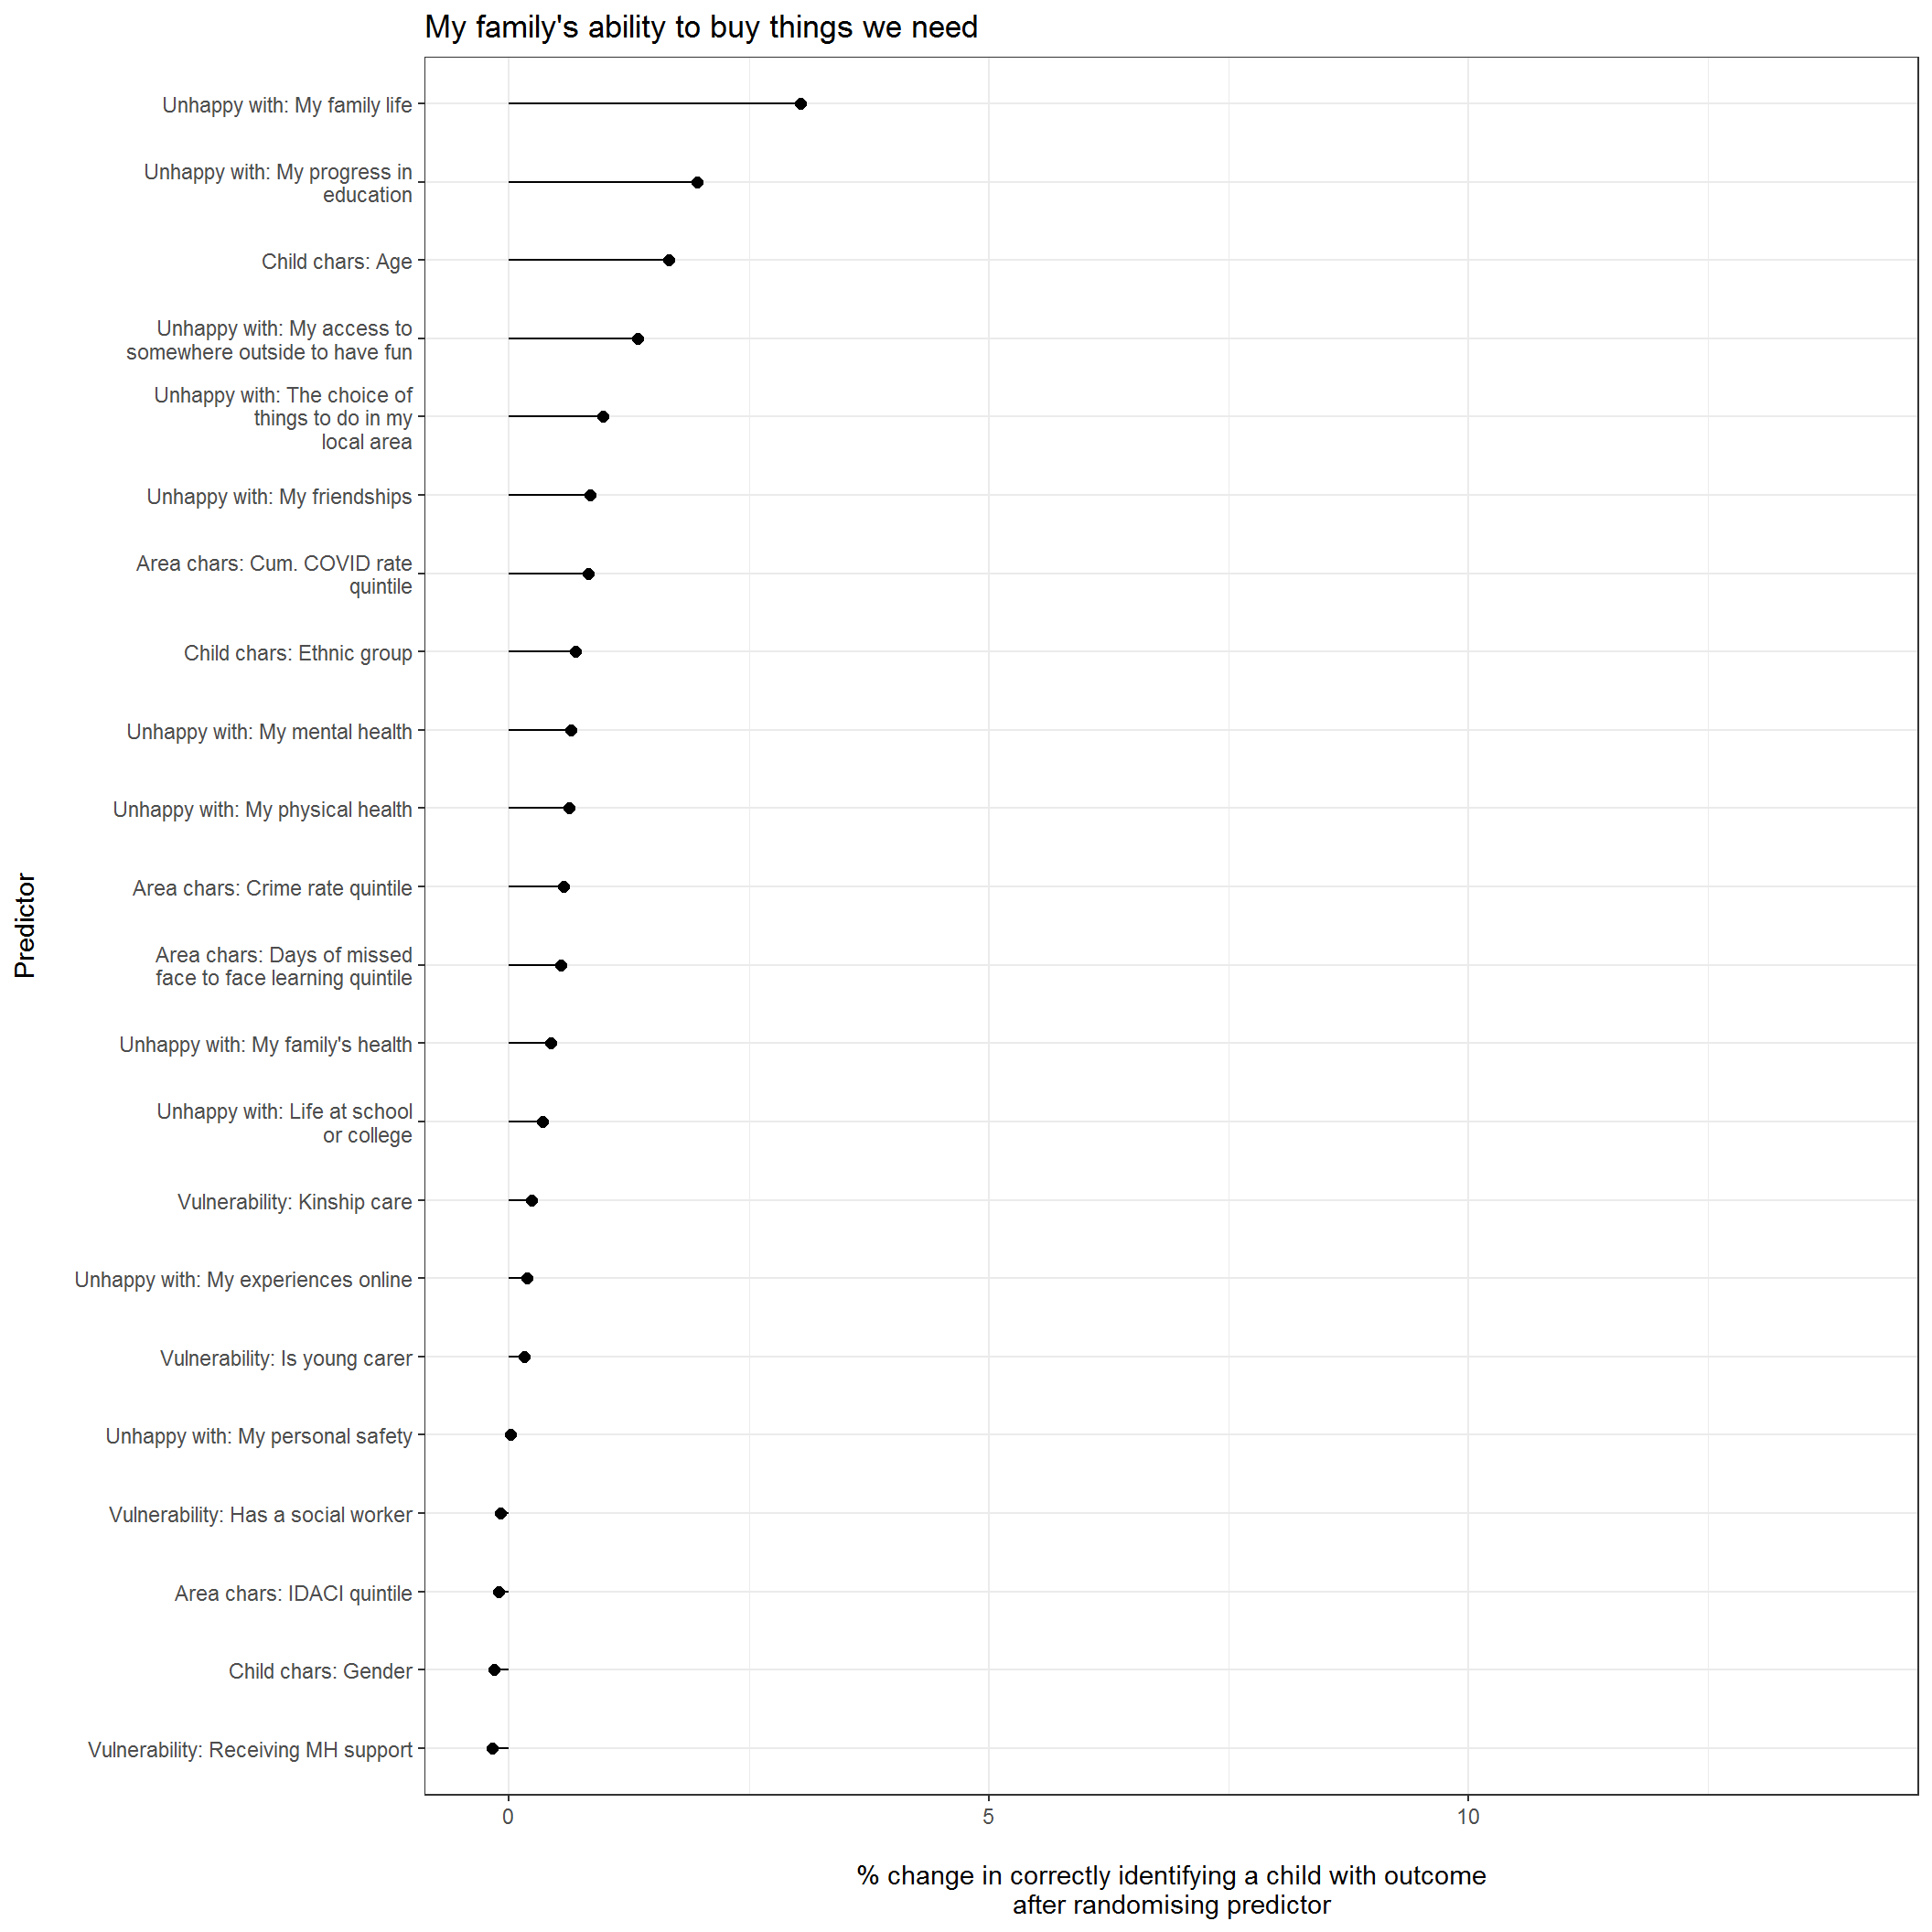 My family's ability to buy things we need
Unhappy with: My family life
Unhappy with: My progress in
education
Child chars: Age
Unhappy with: My access to
somewhere outside to have fun
Unhappy with: The choice of
things to do in my
local area
Unhappy with: My friendships
Area chars: Cum. COVID rate
quintile
Child chars: Ethnic group
Unhappy with: My mental health
Unhappy with: My physical health
Area chars: Crime rate quintile
Area chars: Days of missed
face to face learning quintile
Unhappy with: My family's health
Unhappy with: Life at school
or college
Vulnerability: Kinship care
Unhappy with: My experiences online
Vulnerability: Is young carer
Unhappy with: My personal safety
Vulnerability: Has a social worker
Area chars: IDACI quintile
Child chars: Gender
Vulnerability: Receiving MH support
Predictor
0 5 10
% change in correctly identifying a child with outcome
after randomising predictor